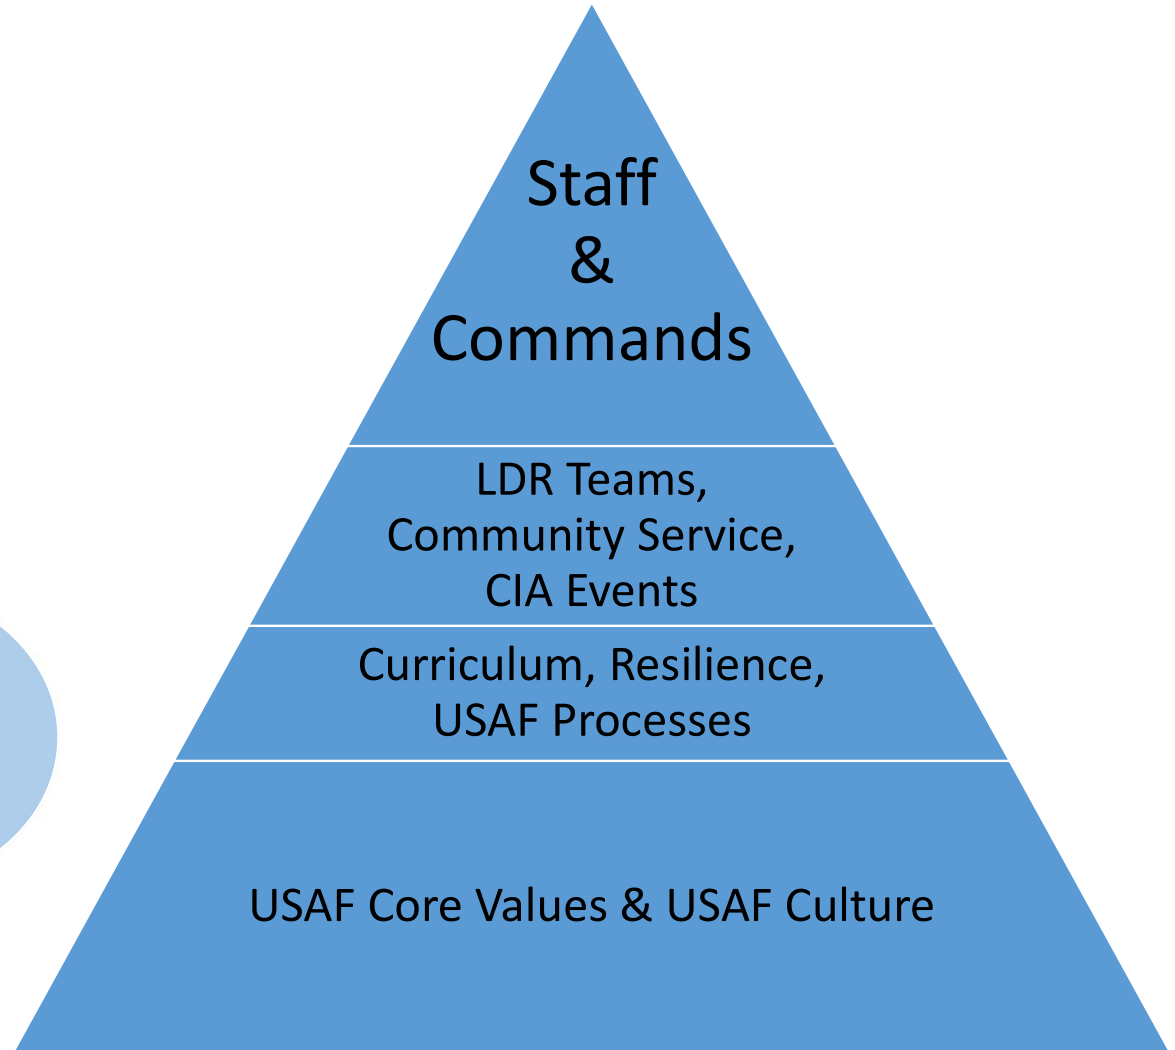 Staff
&
Commands
LDR Teams,
Community Service,
CIA Events
Curriculum, Resilience,
USAF Processes
USAF Core Values & USAF Culture